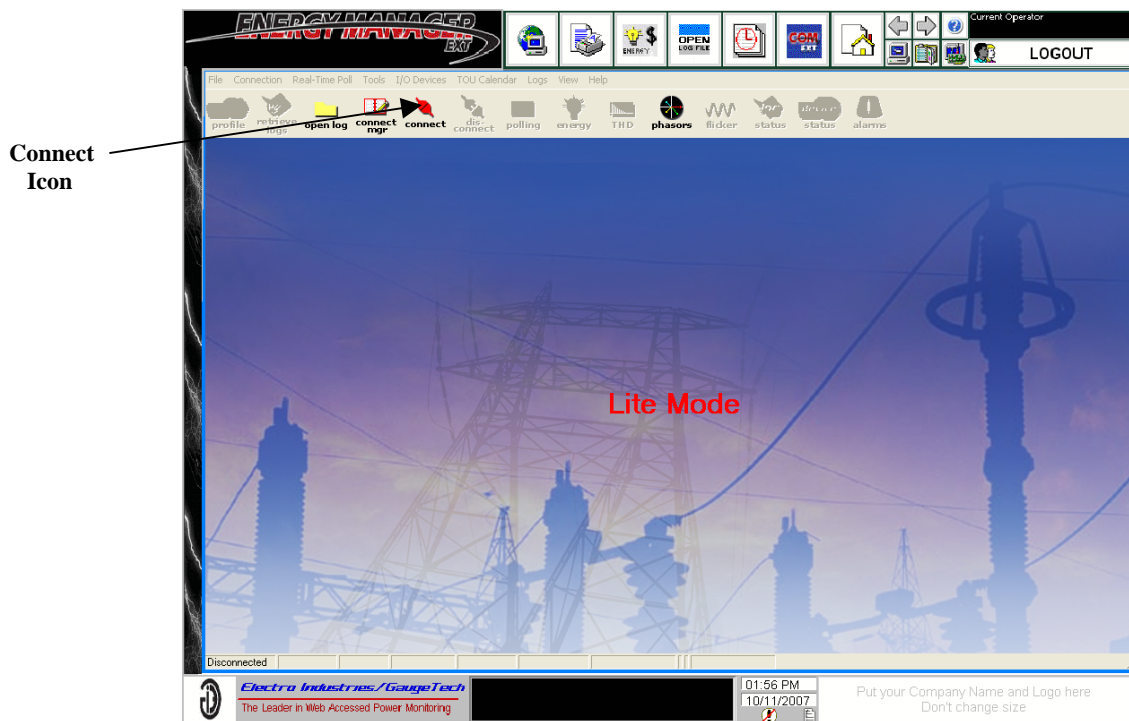 ENERGY MANAGER
EXT
ENERGY
OPEN
LOG FILE
COM
EXT
Current Operator
LOGOUT
File Connection Real-Time Poll Tools I/O Devices TOU Calendar Logs View Help
profile
retrieve
logs
open log
connect
mgr
connect
dis-
connect
polling
energy
THD
phasors
flicker
log
status
device
status
alarms
Connect
Icon
Lite Mode
Disconnected
Electro Industries/GaugeTech
The Leader in Web Accessed Power Monitoring
01:56 PM
10/11/2007
Put your Company Name and Logo here
Don't change size